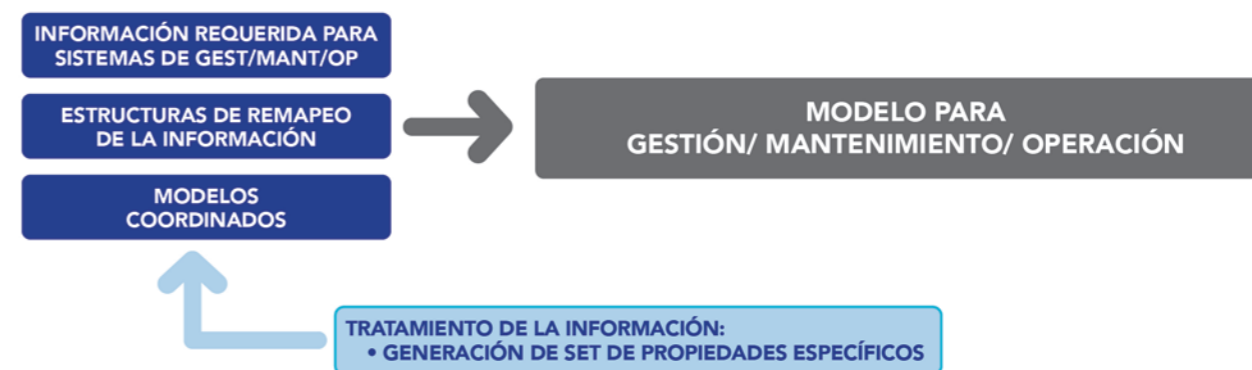 INFORMACIÓN REQUERIDA PARA
SISTEMAS DE GEST/MANT/OP
ESTRUCTURAS DE REMAPEO
DE LA INFORMACIÓN
MODELOS
COORDINADOS
MODELO PARA
GESTIÓN/ MANTENIMIENTO/ OPERACIÓN
TRATAMIENTO DE LA INFORMACIÓN:
• GENERACIÓN DE SET DE PROPIEDADES ESPECÍFICOS